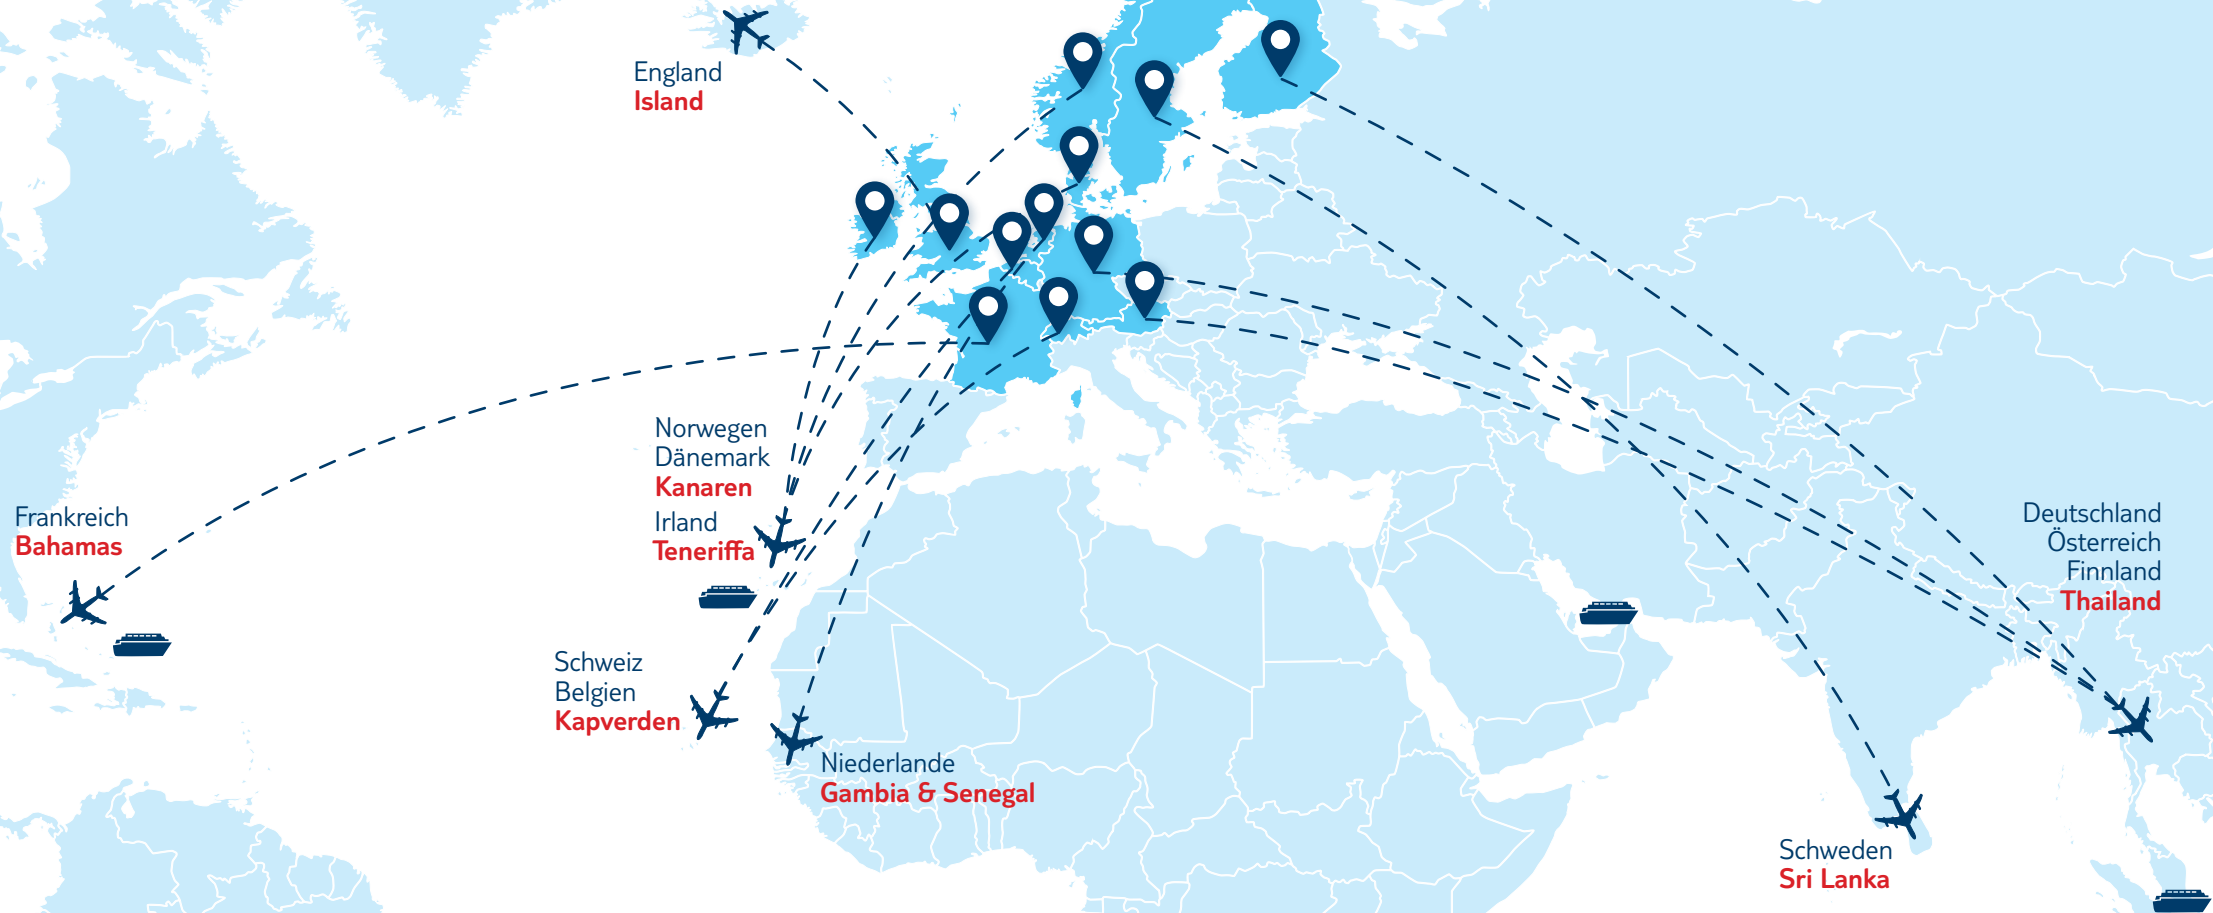 England
Island
Norwegen
Dänemark
Kanaren
Irland
Teneriffa
Frankreich
Bahamas
Schweiz
Belgien
Kapverden
Niederlande
Gambia & Senegal
Deutschland
Österreich
Finnland
Thailand
Schweden
Sri Lanka